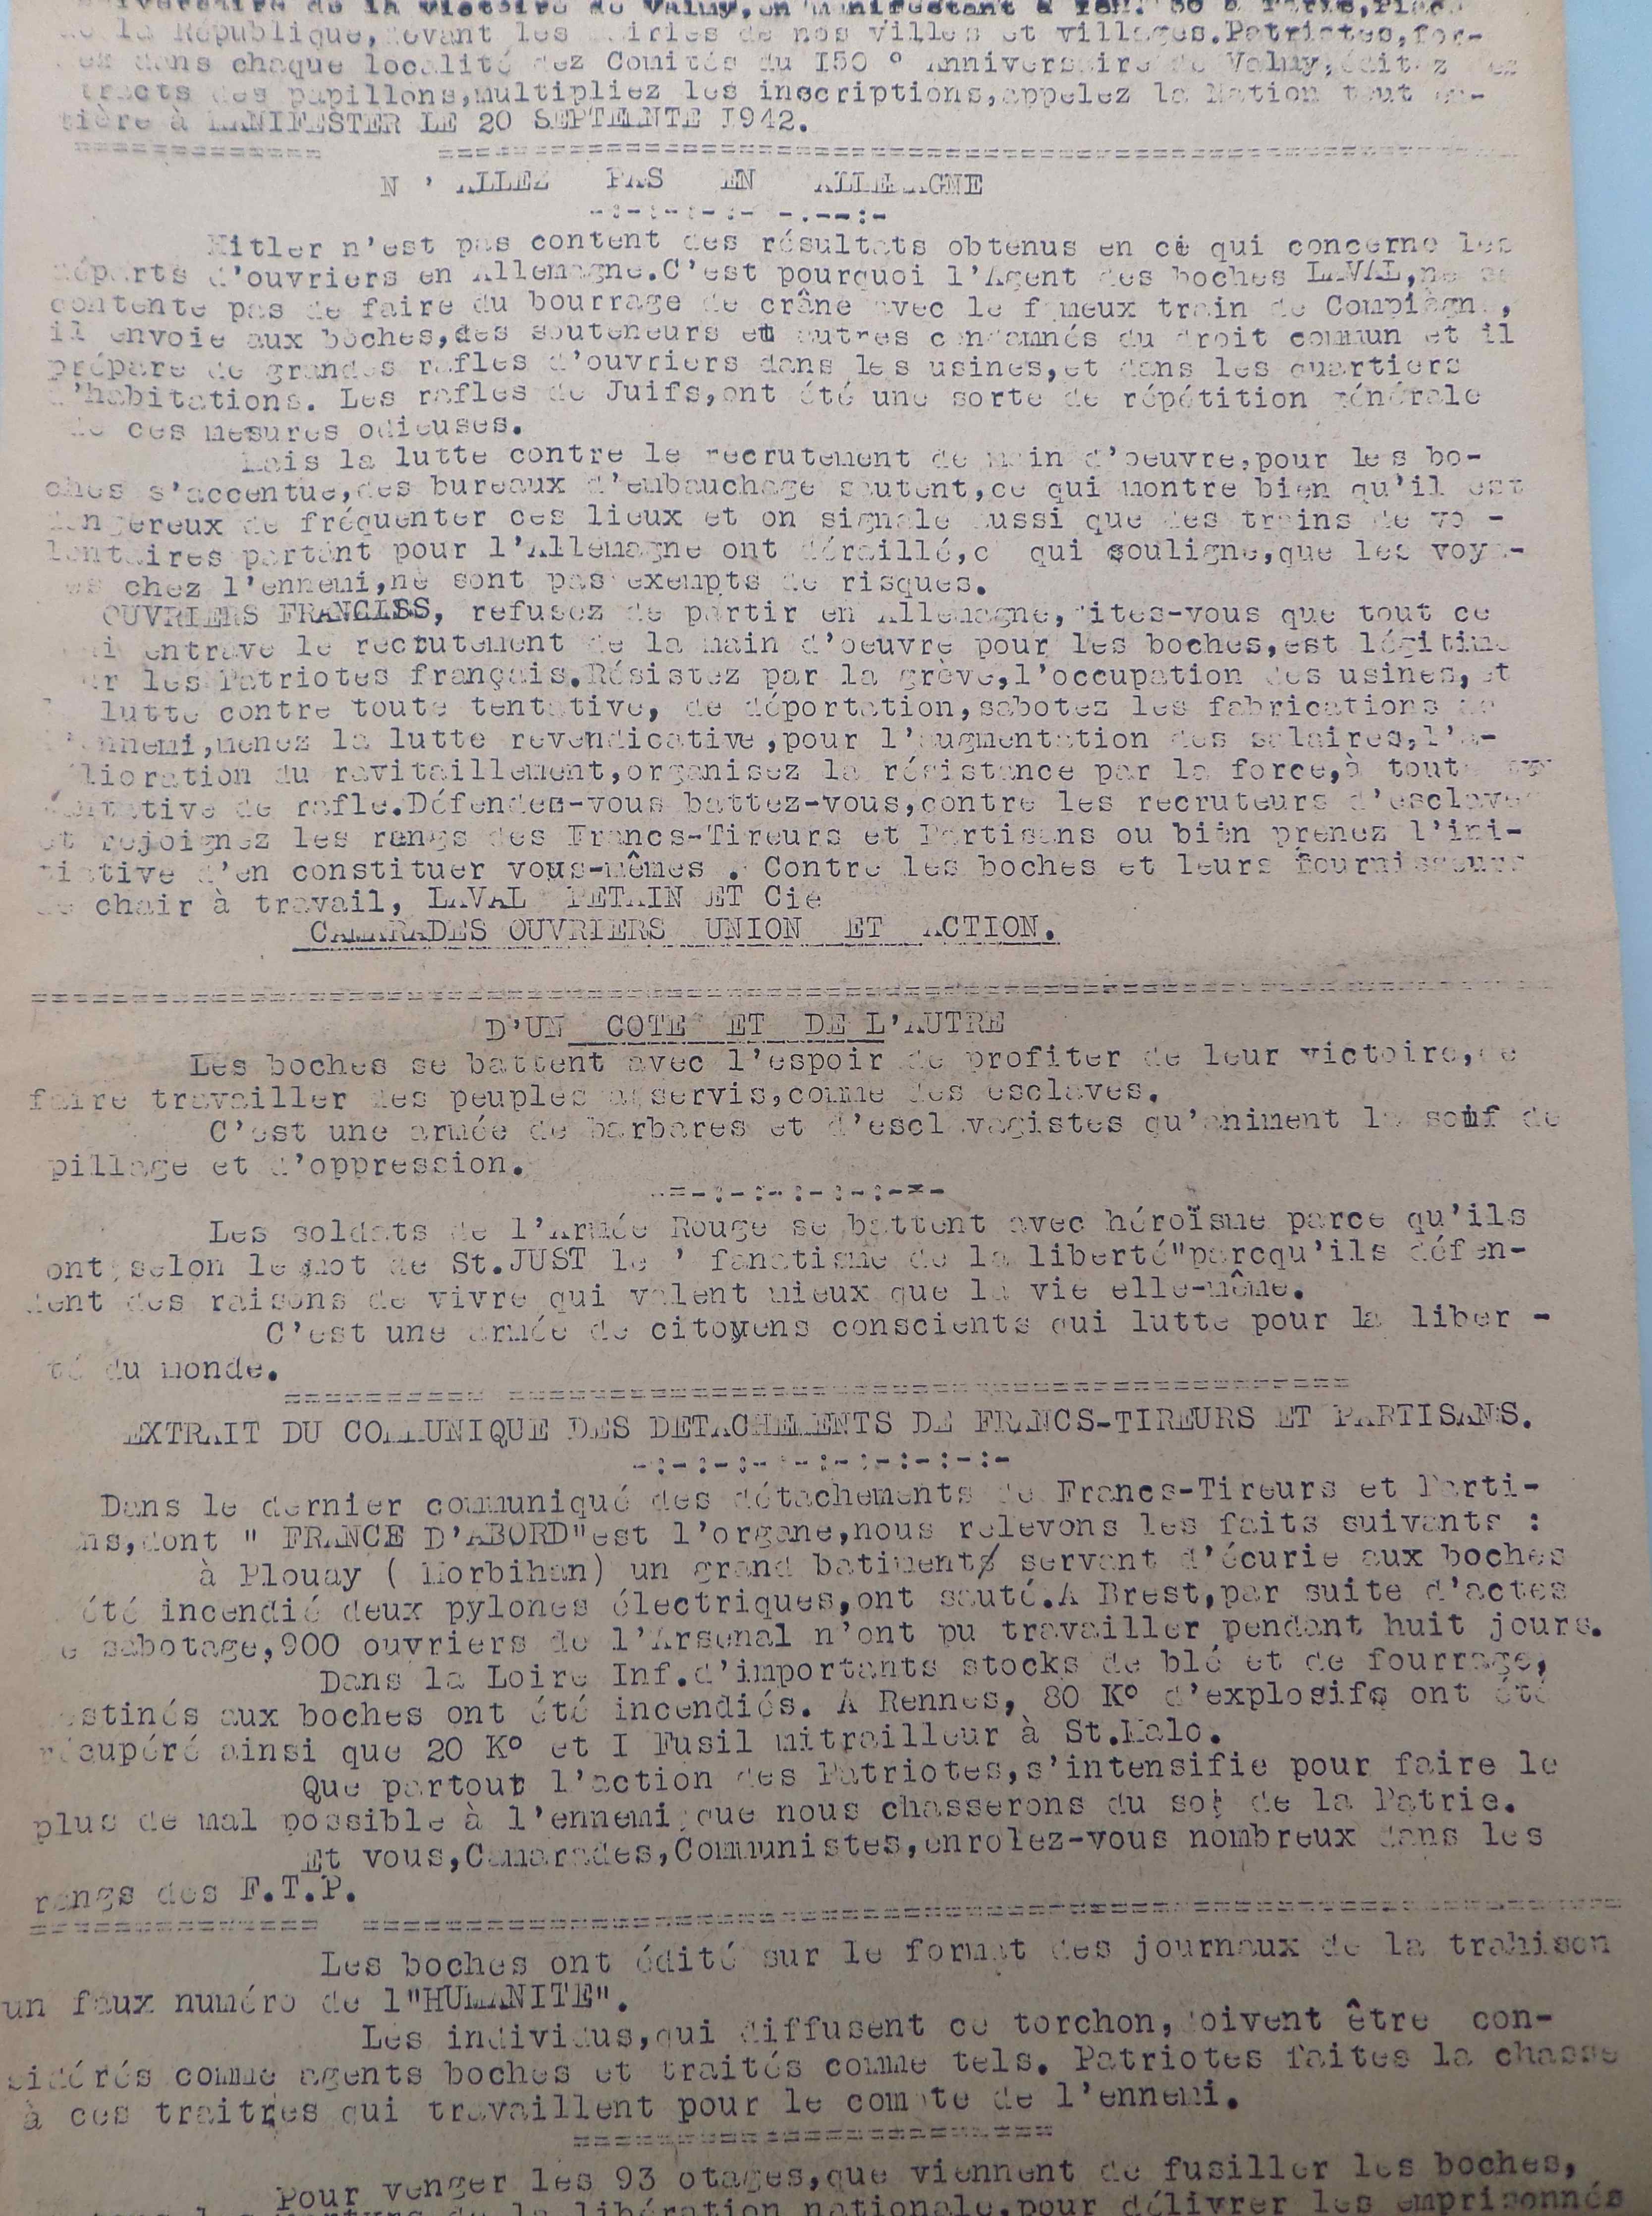 de la Victoire de Valmy, en manifestant à 18H. 30 à Paris, Place
de la République, devant les mairies de nos villes et villages. Patriotes, for-
mez dans chaque localité dez Comités du I50 ° Anniversaire de Valmy, éditez des
tracts des papillons, multipliez les inscriptions, appelez la Nation tout en-
tière à MANIFESTER LE 20 SEPTEMNTE I942.
N ' ALLEZ PAS EN ALLEMAGNE
Hitler n'est pas content des résultats obtenus en ce qui concerne les
départs d'ouvriers en Allemagne. C'est pourquoi l'Agent des boches LAVAL, ne se
contente pas de faire du bourrage de crâne avec le fameux train de Compiègne,
il envoie aux boches, des souteneurs et autres condamnés du droit commun et il
prépare de grandes rafles d'ouvriers dans les usines, et dans les quartiers
d'habitations. Les rafles de Juifs, ont été une sorte de répétition générale
de ces mesures odieuses.
Mais la lutte contre le recrutement de main d'oeuvre, pour les bo-
ches s'accentue, des bureaux d'embauchage sautent, ce qui montre bien qu'il est
dangereux de fréquenter ces lieux et on signale aussi que des trains de vo -
lontaires partant pour l'Allemagne ont déraillé, ce qui souligne, que les voya-
es chez l'ennemi, ne sont pas exempts de risques.
OUVRIERS FRANCISS, refusez de partir en Allemagne, dites-vous que tout ce
qui entrave le recrutement de la main d'oeuvre pour les boches, est légitime
ur les Patriotes français. Résistez par la grève, l'occupation des usines, et
lutte contre toute tentative, de déportation, sabotez les fabrications de
l'ennemi, menez la lutte revendicative, pour l'augmentation des salaires, l'a-
lioration du ravitaillement, organisez la résistance par la force, à toute
tentative de rafle. Défendez-vous battez-vous, contre les recruteurs d'esclaves
et rejoignez les rangs des Francs-Tireurs et Partisans ou bien prenez l'ini-
tiative d'en constituer vous-mêmes . Contre les boches et leurs fournisseurs
de chair à travail, LAVAL PETAIN ET Cie
CAMARADES OUVRIERS UNION ET ACTION.
D'UN COTE ET DE L'AUTRE
Les boches se battent avec l'espoir de profiter de leur victoire, de
faire travailler des peuples asservis, comme des esclaves.
C'est une armée de barbares et d'esclavagistes qu'animent la soif de
pillage et d'oppression.
Les soldats de l'Armée Rouge se battent avec héroïsme parce qu'ils
ont, selon le mot de St.JUST le ' fanatisme de la liberté" parcqu'ils défen-
dent des raisons de vivre qui valent mieux que la vie elle-même.
C'est une armée de citoyens conscients qui lutte pour la liber -
té du monde.
EXTRAIT DU COMMUNIQUE DES DETACHEMENTS DE FRANCS-TIREURS ET PARTISANS.
Dans le dernier communiqué des détachements de Francs-Tireurs et Parti-
ns, dont " FRANCE D'ABORD" est l'organe, nous relevons les faits suivants :
à Plouay ( Morbihan) un grand batiment servant d'écurie aux boches
été incendié deux pylones électriques, ont sauté. A Brest, par suite d'actes
de sabotage, 900 ouvriers de l'Arsenal n'ont pu travailler pendant huit jours.
Dans la Loire Inf. d'importants stocks de blé et de fourrage,
destinés aux boches ont été incendiés. A Rennes, 80 K° d'explosifs ont été
récupéré ainsi que 20 K° et I Fusil mitrailleur à St.Malo.
Que partout l'action des Patriotes, s'intensifie pour faire le
plus de mal possible à l'ennemi que nous chasserons du sol de la Patrie.
Et vous, Camarades, Communistes, enrolez-vous nombreux dans les
rangs des F.T.P.
Les boches ont édité sur le format des journaux de la trahison
un faux numéro de l"HUMANITE".
Les individus, qui diffusent ce torchon, doivent être con-
sidérés comme agents boches et traités comme tels. Patriotes faites la chasse
à ces traitres qui travaillent pour le compte de l'ennemi.
Pour venger les 93 otages, que viennent de fusiller les boches,
de la libération nationale, pour délivrer les emprisonnés